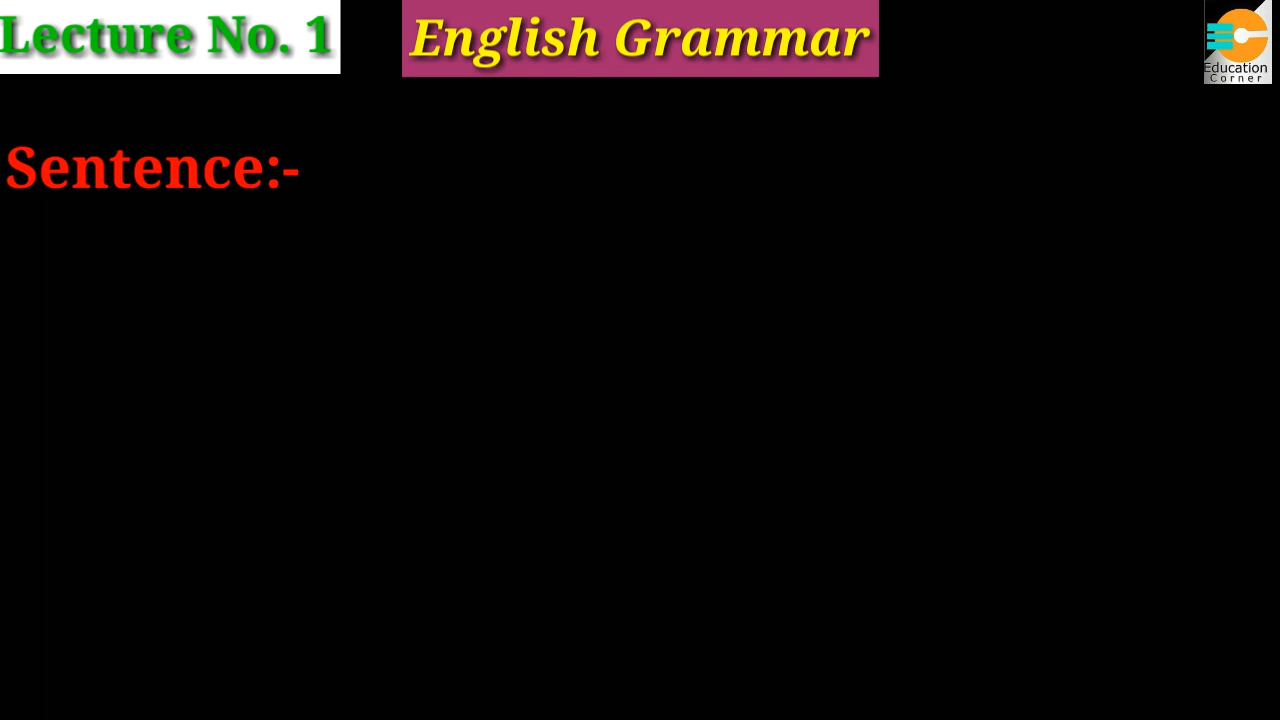 Lecture No. 1
English Grammar
Education
Corner
Sentence:-